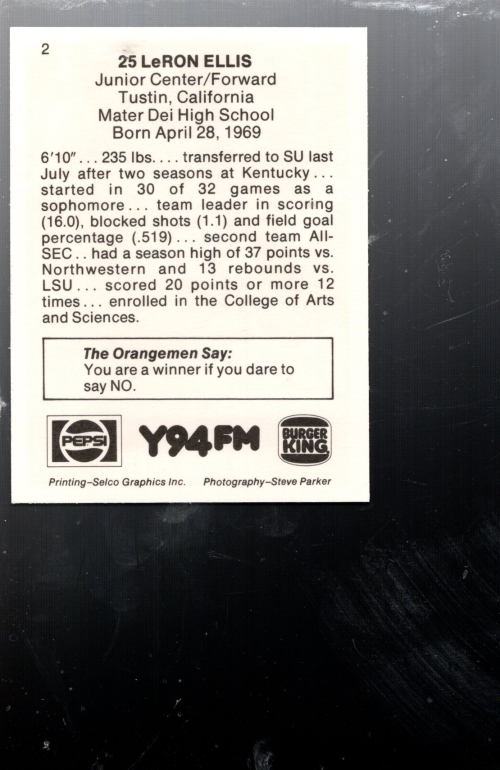 2
25 LeRON ELLIS
Junior Center/Forward
Tustin, California
Mater Dei High School
Born April 28, 1969
6'10" ... 235 lbs. ... transferred to SU last
July after two seasons at Kentucky ...
started in 30 of 32 games as a
sophomore ... team leader in scoring
(16.0), blocked shots (1.1) and field goal
percentage (.519) ... second team All-
SEC .. had a season high of 37 points vs.
Northwestern and 13 rebounds vs.
LSU ... scored 20 points or more 12
times ... enrolled in the College of Arts
and Sciences.
The Orangemen Say:
You are a winner if you dare to
say NO.
PEPSI Y94FM BURGER KING
Printing–Selco Graphics Inc. Photography–Steve Parker